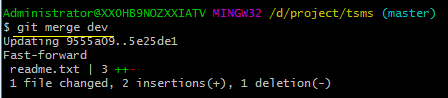 Administrator@XXOHB9NOZXXIATV MINGW32 /d/project/tsms (master)
$ git merge dev
Updating 9555a09..5e25de1
Fast-forward
 readme.txt | 3 ++-
 1 file changed, 2 insertions(+), 1 deletion(-)